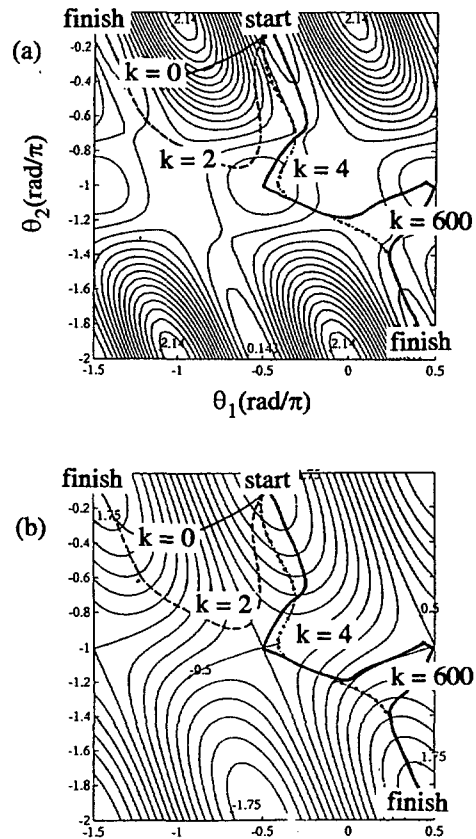 finish start
2.14
(a)
k = 0
k = 2
k = 4
k = 600
2.14
0.143
2.14
finish
-0.2
-0.4
-0.6
-0.8
-1
-1.2
-1.4
-1.6
-1.8
-2
-1.5 -1 -0.5 0 0.5
θ2(rad/π)
θ1(rad/π)
finish start
1.75
(b)
1.75
k = 0
k = 2
0.5
k = 4
-0.5
k = 600
1.75
-1.75
finish
-0.2
-0.4
-0.6
-0.8
-1
-1.2
-1.4
-1.6
-1.8
-2
-1.5 -1 -0.5 0 0.5